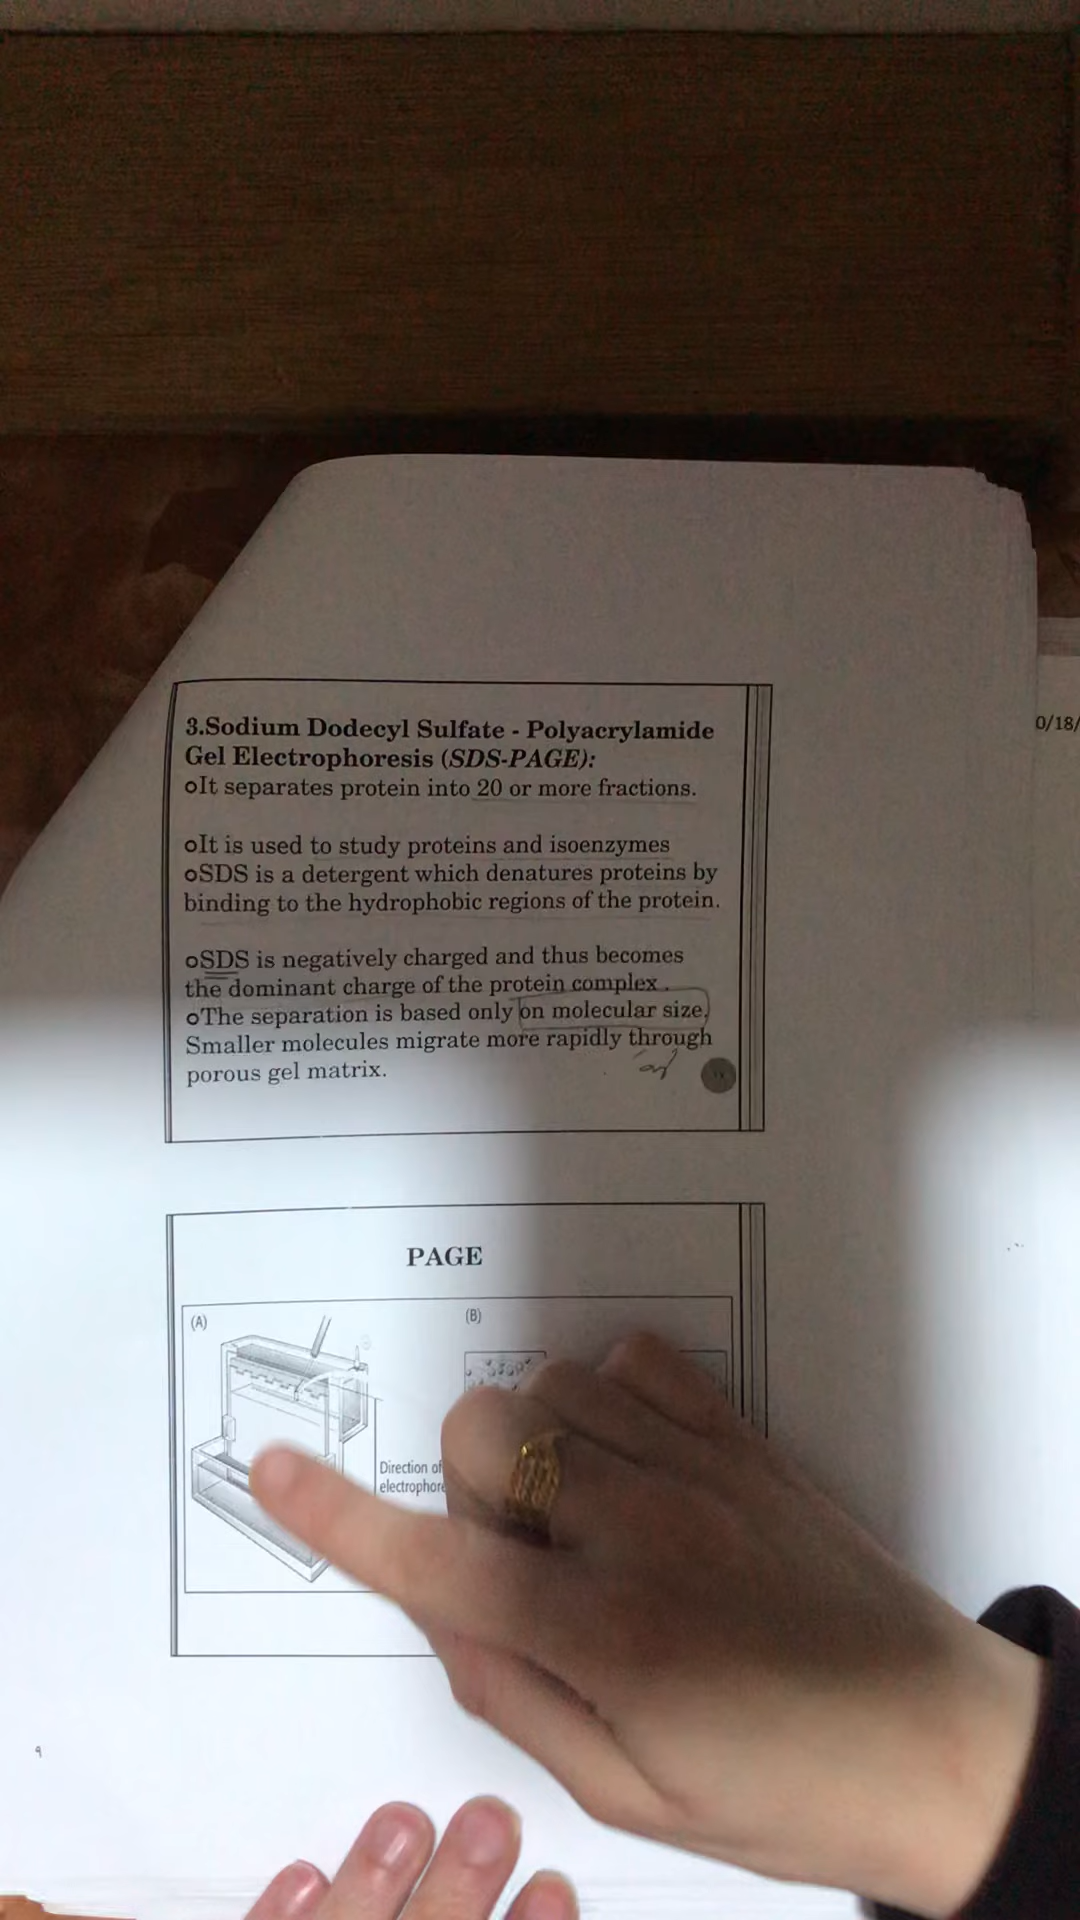 3.Sodium Dodecyl Sulfate - Polyacrylamide
Gel Electrophoresis (SDS-PAGE):
oIt separates protein into 20 or more fractions.
oIt is used to study proteins and isoenzymes
oSDS is a detergent which denatures proteins by
binding to the hydrophobic regions of the protein.
oSDS is negatively charged and thus becomes
the dominant charge of the protein complex.
oThe separation is based only on molecular size.
Smaller molecules migrate more rapidly through
porous gel matrix.
0/18/
PAGE
(A)
(B)
Direction of
electrophore
9